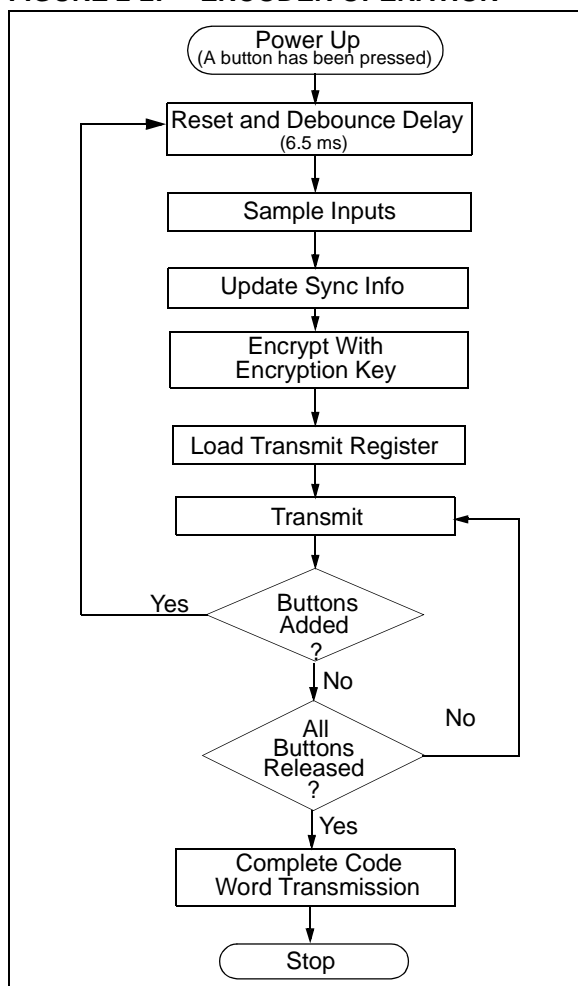 ENCODER OPERATION
Power Up
(A button has been pressed)
Reset and Debounce Delay
(6.5 ms)
Sample Inputs
Update Sync Info
Encrypt With
Encryption Key
Load Transmit Register
Transmit
Buttons
Added
?
Yes
No
All
Buttons
Released
?
No
Yes
Complete Code
Word Transmission
Stop